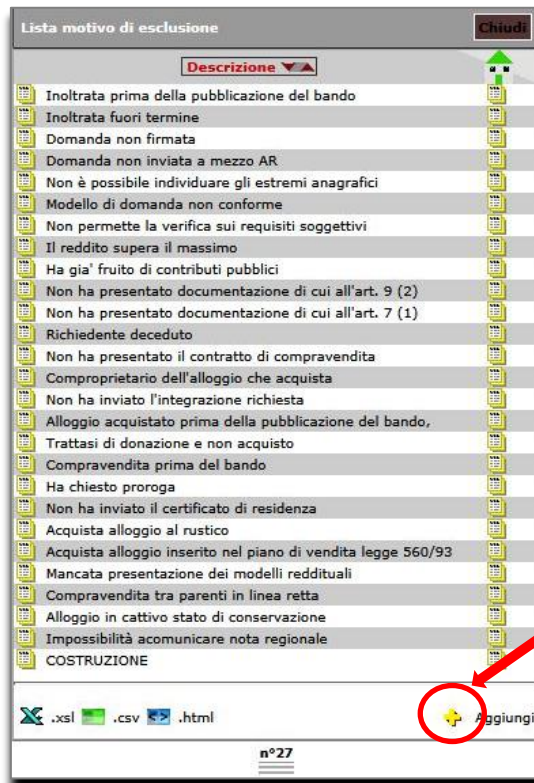 Lista motivo di esclusione Chiudi
Descrizione
Inoltrata prima della pubblicazione del bando
Inoltrata fuori termine
Domanda non firmata
Domanda non inviata a mezzo AR
Non è possibile individuare gli estremi anagrafici
Modello di domanda non conforme
Non permette la verifica sui requisiti soggettivi
Il reddito supera il massimo
Ha gia' fruito di contributi pubblici
Non ha presentato documentazione di cui all'art. 9 (2)
Non ha presentato documentazione di cui all'art. 7 (1)
Richiedente deceduto
Non ha presentato il contratto di compravendita
Comproprietario dell'alloggio che acquista
Non ha inviato l'integrazione richiesta
Alloggio acquistato prima della pubblicazione del bando,
Trattasi di donazione e non acquisto
Compravendita prima del bando
Ha chiesto proroga
Non ha inviato il certificato di residenza
Acquista alloggio al rustico
Acquista alloggio inserito nel piano di vendita legge 560/93
Mancata presentazione dei modelli reddituali
Compravendita tra parenti in linea retta
Alloggio in cattivo stato di conservazione
Impossibilità acomunicare nota regionale
COSTRUZIONE
.xsl .csv .html Aggiungi
n°27